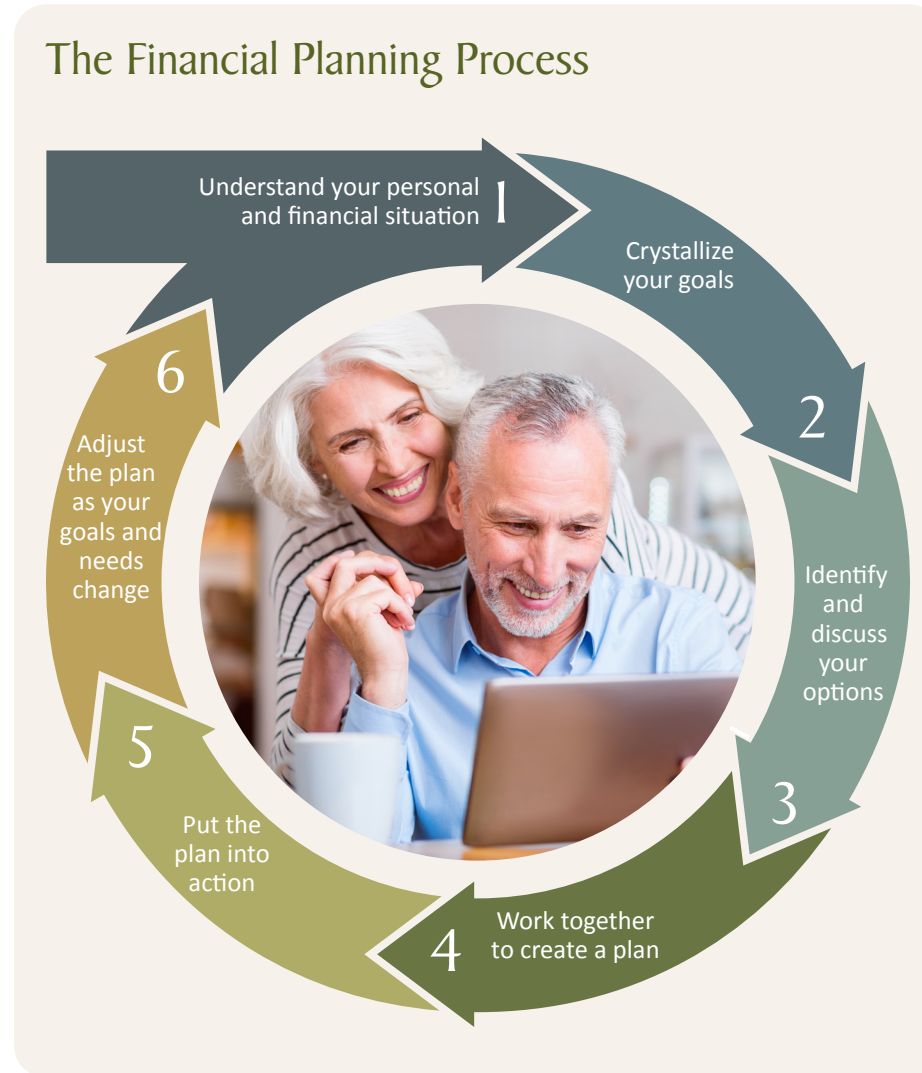 The Financial Planning Process
Understand your personal
and financial situation
1
Crystallize
your goals
2
Identify
and
discuss
your
options
3
Work together
to create a plan
4
Put the
plan into
action
5
Adjust
the plan
as your
goals and
needs
change
6